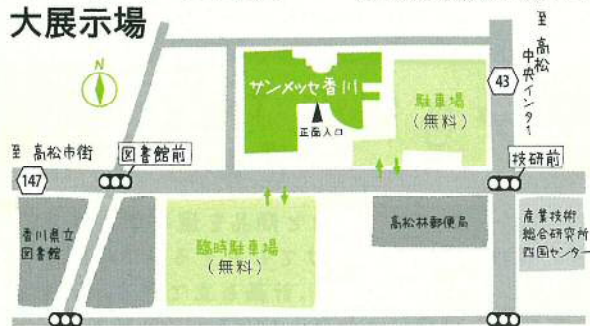 大展示場
N
サンメッセ香川
正面入口
駐車場
(無料)
43
至 高松
中央インター
至 高松市街
図書館前
147
技研前
香川県立
図書館
臨時駐車場
(無料)
高松林郵便局
産業技術
総合研究所
四国センター